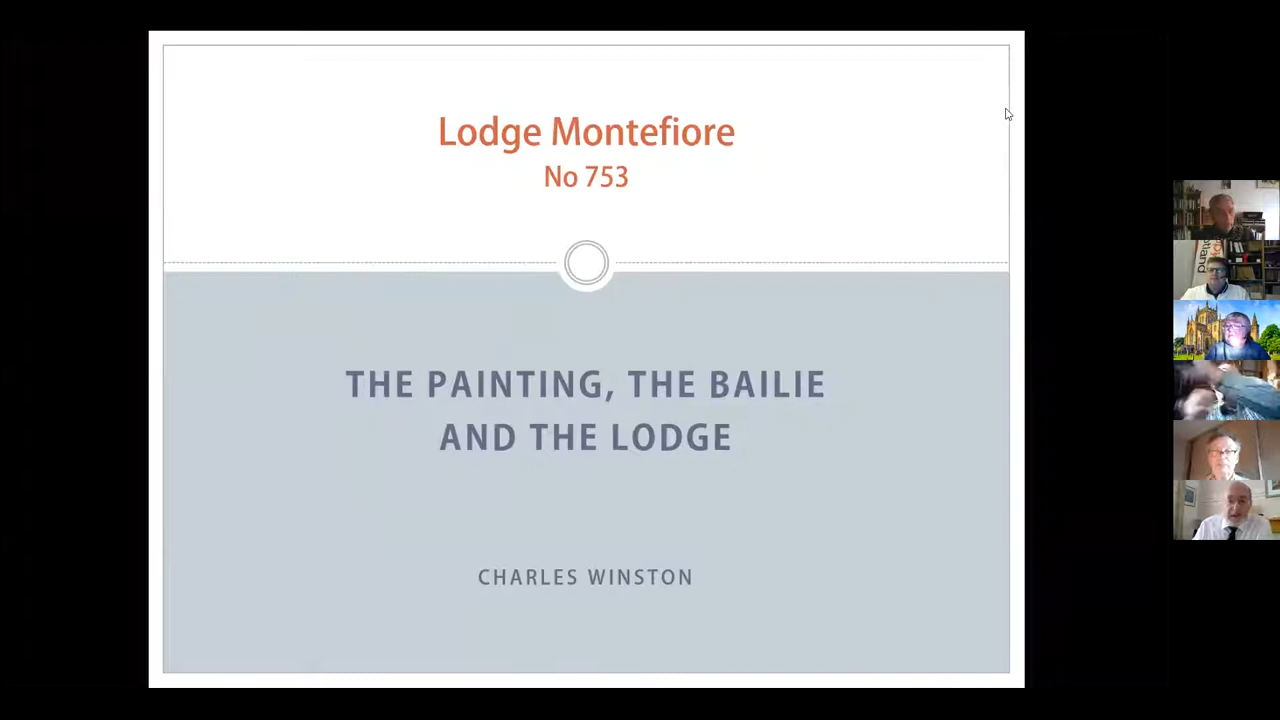 Lodge Montefiore
No 753
THE PAINTING, THE BAILIE
AND THE LODGE
CHARLES WINSTON